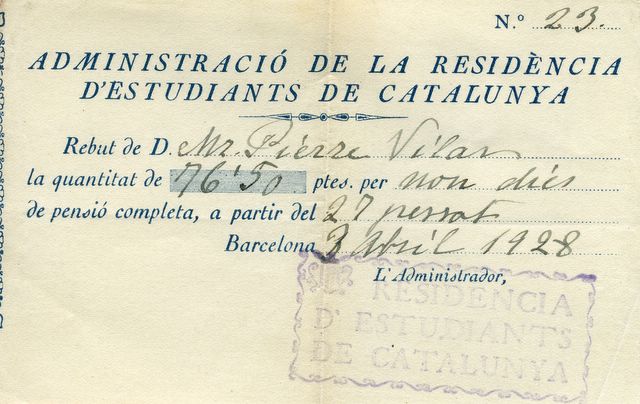 N.º 23.
ADMINISTRACIÓ DE LA RESIDÈNCIA
D'ESTUDIANTS DE CATALUNYA
Rebut de D. Mr. Pierre Vilar
la quantitat de 76'50 ptes. per nou dies
de pensió completa, a partir del 27 passat
Barcelona 3 abril 1928
L'Administrador,
RESIDÈNCIA
D'ESTUDIANTS
DE CATALUNYA